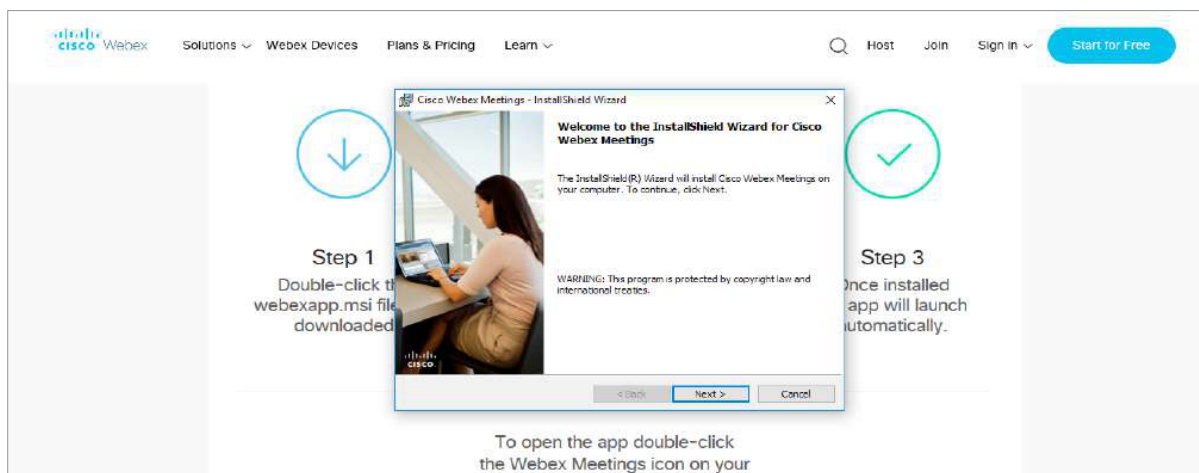 CISCO Webex
Solutions Webex Devices Plans & Pricing Learn Host Join Sign in Start for Free
Cisco Webex Meetings - InstallShield Wizard
Welcome to the InstallShield Wizard for Cisco
Webex Meetings
The InstallShield(R) Wizard will install Cisco Webex Meetings on
your computer. To continue, click Next.
WARNING: This program is protected by copyright law and
international treaties.
CISCO
< Back Next > Cancel
Step 1
Double-click
webexapp.msi
downloaded
Step 3
installed
app will launch
automatically.
To open the app double-click
the Webex Meetings icon on your